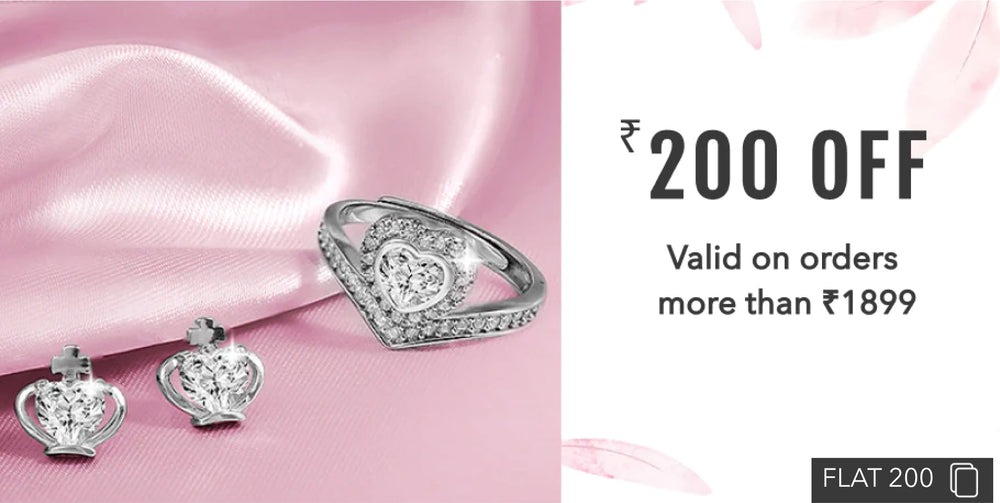 ₹200 OFF
Valid on orders
more than ₹1899
FLAT 200